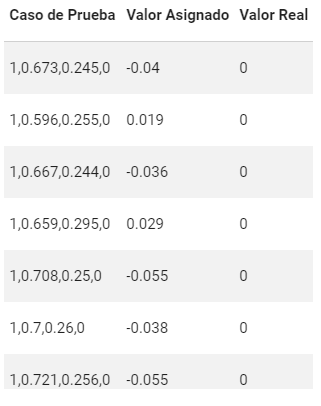 Caso de Prueba Valor Asignado Valor Real
1,0.673,0.245,0 -0.04 0
1,0.596,0.255,0 0.019 0
1,0.667,0.244,0 -0.036 0
1,0.659,0.295,0 0.029 0
1,0.708,0.25,0 -0.055 0
1,0.7,0.26,0 -0.038 0
1,0.721,0.256,0 -0.055 0